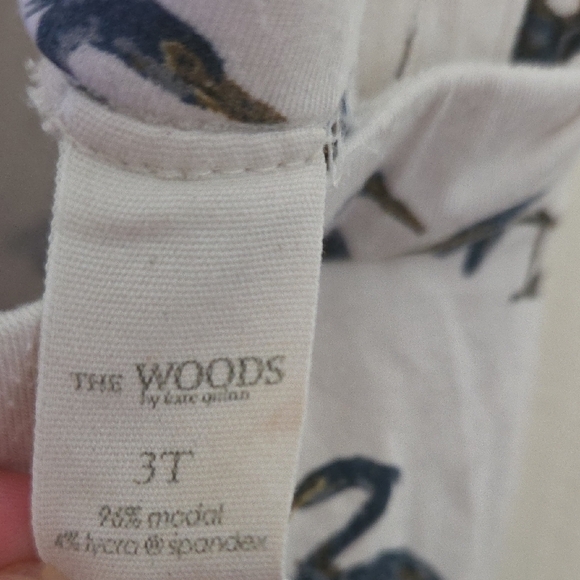 THE WOODS
by kate quinn
3T
96% modal
4% lycra ® spandex